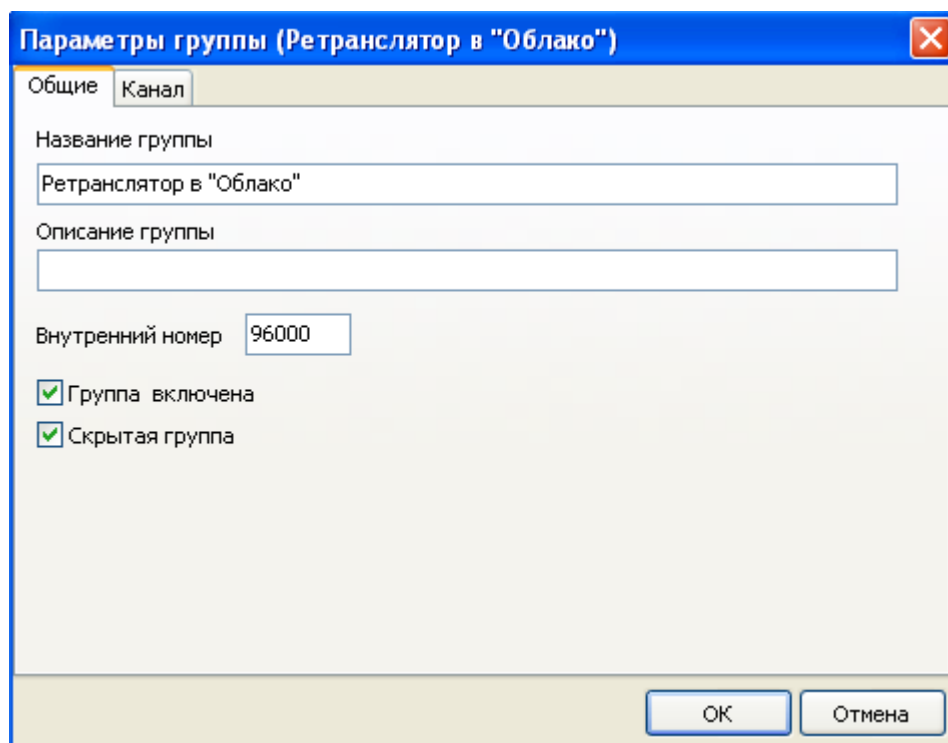 Параметры группы (Ретранслятор в "Облако")
Общие Канал
Название группы
Ретранслятор в "Облако"
Описание группы
Внутренний номер 96000
Группа включена
Скрытая группа
OK Отмена